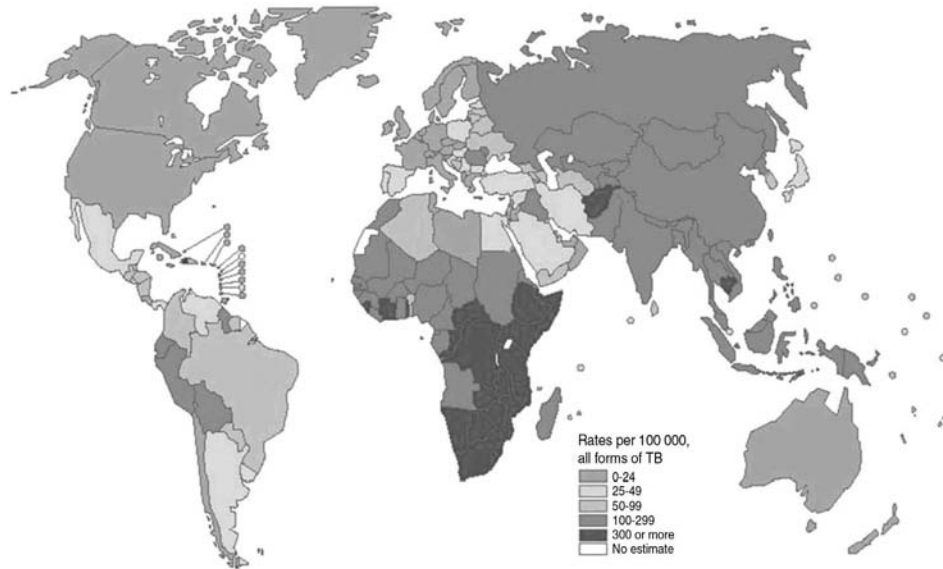 Rates per 100 000,
all forms of TB
0-24
25-49
50-99
100-299
300 or more
No estimate